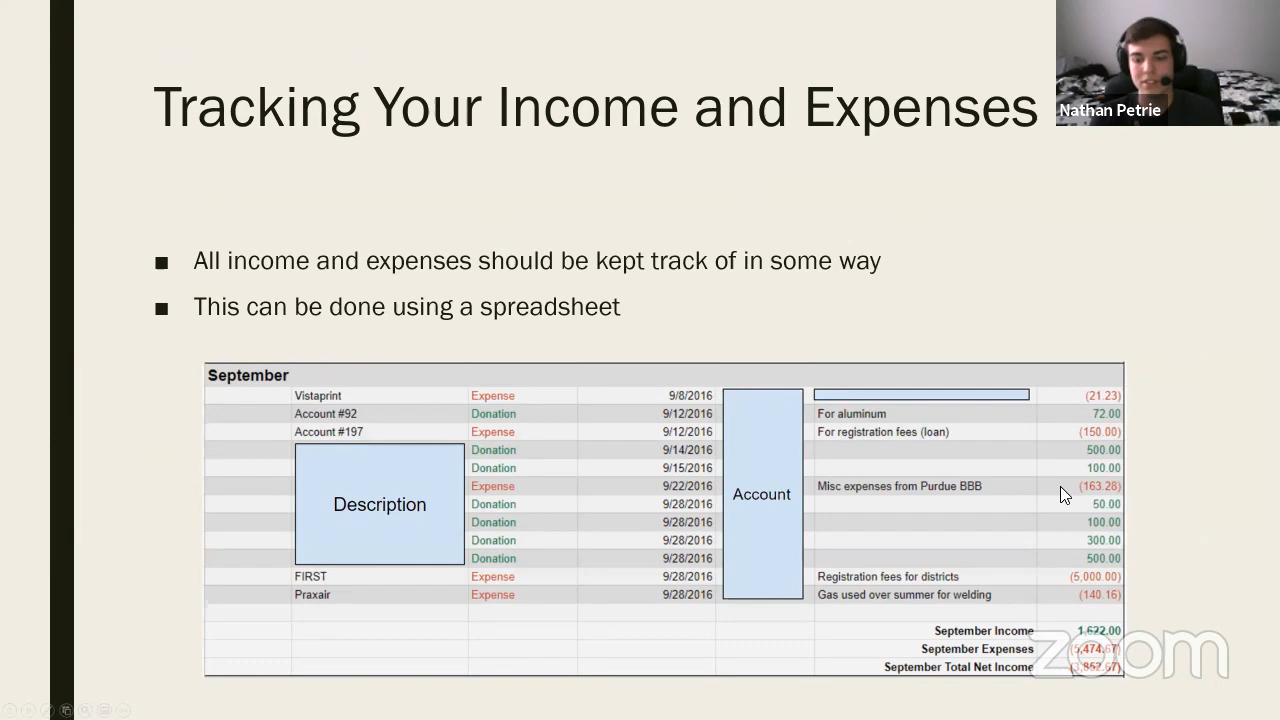 Tracking Your Income and Expenses
Nathan Petrie
■ All income and expenses should be kept track of in some way
■ This can be done using a spreadsheet
September
Vistaprint Expense 9/8/2016 (21.23)
Account #92 Donation 9/12/2016 For aluminum 72.00
Account #197 Expense 9/12/2016 For registration fees (loan) (150.00)
Donation 9/14/2016 500.00
Donation 9/15/2016 100.00
Expense 9/22/2016 Misc expenses from Purdue BBB (163.28)
Description Account
Donation 9/28/2016 50.00
Donation 9/28/2016 100.00
Donation 9/28/2016 300.00
Donation 9/28/2016 500.00
FIRST Expense 9/28/2016 Registration fees for districts (5,000.00)
Praxair Expense 9/28/2016 Gas used over summer for welding (140.16)
September Income 1,622.00
September Expenses (5,474.67)
September Total Net Income (3,852.67)
zoom